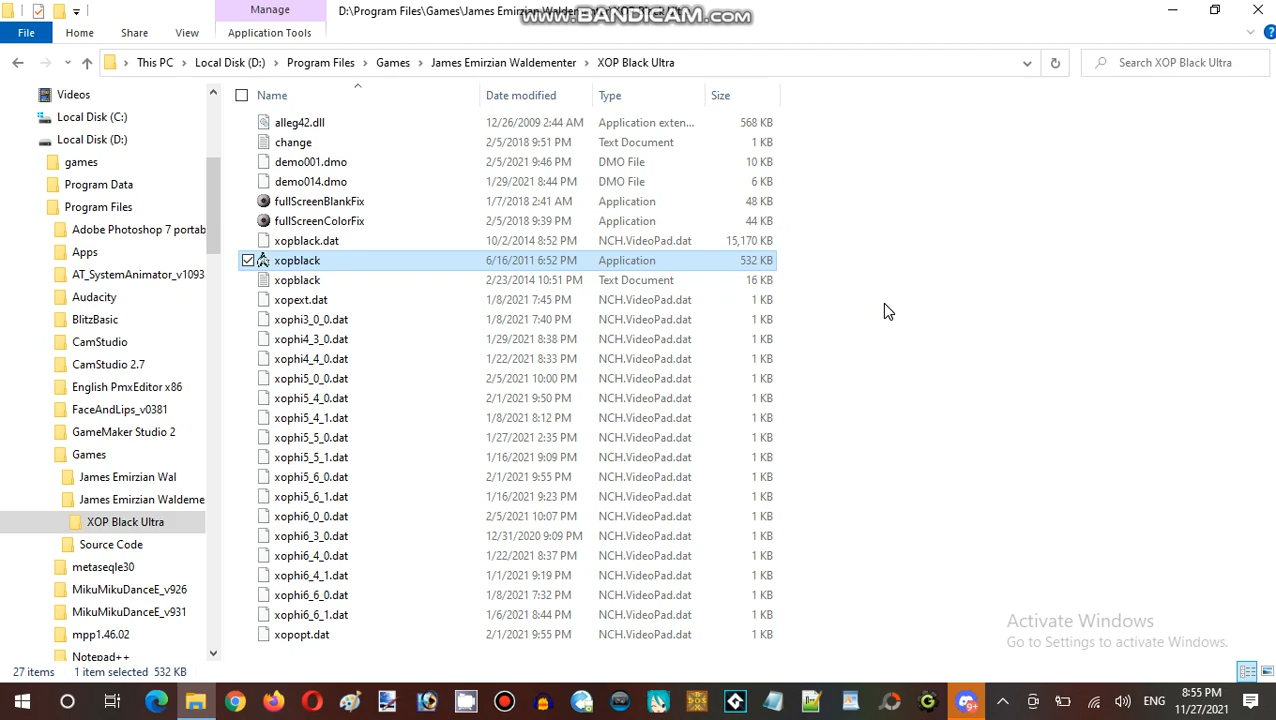 Manage
D:\Program Files\Games\James Emirzian Waldementer\XOP Black Ultra
www.BANDICAM.com
File Home Share View Application Tools
This PC › Local Disk (D:) › Program Files › Games › James Emirzian Waldementer › XOP Black Ultra
Search XOP Black Ultra
Videos
Local Disk (C:)
Local Disk (D:)
games
Program Data
Program Files
Adobe Photoshop 7 portab
Apps
AT_SystemAnimator_v1093
Audacity
BlitzBasic
CamStudio
CamStudio 2.7
English PmxEditor x86
FaceAndLips_v0381
GameMaker Studio 2
Games
James Emirzian Wal
James Emirzian Waldeme
XOP Black Ultra
Source Code
metaseqle30
MikuMikuDanceE_v926
MikuMikuDanceE_v931
mpp1.46.02
Notepad++
Name Date modified Type Size
alleg42.dll 12/26/2009 2:44 AM Application exten... 568 KB
change 2/5/2018 9:51 PM Text Document 1 KB
demo001.dmo 2/5/2021 9:46 PM DMO File 10 KB
demo014.dmo 1/29/2021 8:44 PM DMO File 6 KB
fullScreenBlankFix 1/7/2018 2:41 AM Application 48 KB
fullScreenColorFix 2/5/2018 9:39 PM Application 44 KB
xopblack.dat 10/2/2014 8:52 PM NCH.VideoPad.dat 15,170 KB
xopblack 6/16/2011 6:52 PM Application 532 KB
xopblack 2/23/2014 10:51 PM Text Document 16 KB
xopext.dat 1/8/2021 7:45 PM NCH.VideoPad.dat 1 KB
xophi3_0_0.dat 1/8/2021 7:40 PM NCH.VideoPad.dat 1 KB
xophi4_3_0.dat 1/29/2021 8:38 PM NCH.VideoPad.dat 1 KB
xophi4_4_0.dat 1/22/2021 8:33 PM NCH.VideoPad.dat 1 KB
xophi5_0_0.dat 2/5/2021 10:00 PM NCH.VideoPad.dat 1 KB
xophi5_4_0.dat 2/1/2021 9:50 PM NCH.VideoPad.dat 1 KB
xophi5_4_1.dat 1/8/2021 8:12 PM NCH.VideoPad.dat 1 KB
xophi5_5_0.dat 1/27/2021 2:35 PM NCH.VideoPad.dat 1 KB
xophi5_5_1.dat 1/16/2021 9:09 PM NCH.VideoPad.dat 1 KB
xophi5_6_0.dat 2/1/2021 9:55 PM NCH.VideoPad.dat 1 KB
xophi5_6_1.dat 1/16/2021 9:23 PM NCH.VideoPad.dat 1 KB
xophi6_0_0.dat 2/5/2021 10:07 PM NCH.VideoPad.dat 1 KB
xophi6_3_0.dat 12/31/2020 9:09 PM NCH.VideoPad.dat 1 KB
xophi6_4_0.dat 1/22/2021 8:37 PM NCH.VideoPad.dat 1 KB
xophi6_4_1.dat 1/1/2021 9:19 PM NCH.VideoPad.dat 1 KB
xophi6_6_0.dat 1/8/2021 7:32 PM NCH.VideoPad.dat 1 KB
xophi6_6_1.dat 1/6/2021 8:44 PM NCH.VideoPad.dat 1 KB
xopopt.dat 2/1/2021 9:55 PM NCH.VideoPad.dat 1 KB
Activate Windows
Go to Settings to activate Windows.
27 items 1 item selected 532 KB
9+
ENG
8:55 PM
11/27/2021